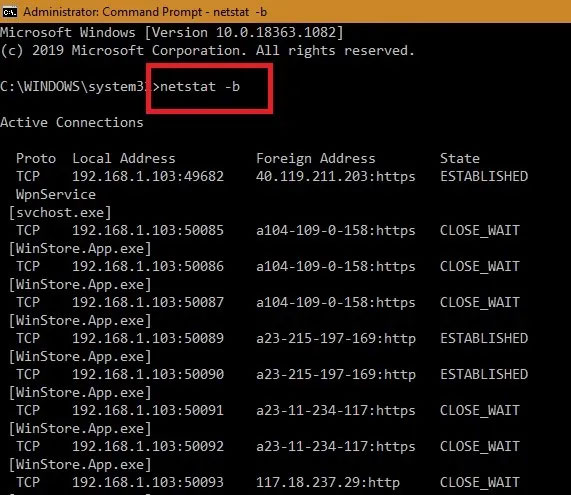 Administrator: Command Prompt - netstat -b
Microsoft Windows [Version 10.0.18363.1082]
(c) 2019 Microsoft Corporation. All rights reserved.
C:\WINDOWS\system32>netstat -b
Active Connections
Proto  Local Address          Foreign Address        State
TCP    192.168.1.103:49682    40.119.211.203:https   ESTABLISHED
WpnService
[svchost.exe]
TCP    192.168.1.103:50085    a104-109-0-158:https   CLOSE_WAIT
[WinStore.App.exe]
TCP    192.168.1.103:50086    a104-109-0-158:https   CLOSE_WAIT
[WinStore.App.exe]
TCP    192.168.1.103:50087    a104-109-0-158:https   CLOSE_WAIT
[WinStore.App.exe]
TCP    192.168.1.103:50089    a23-215-197-169:http   ESTABLISHED
[WinStore.App.exe]
TCP    192.168.1.103:50090    a23-215-197-169:http   ESTABLISHED
[WinStore.App.exe]
TCP    192.168.1.103:50091    a23-11-234-117:https   CLOSE_WAIT
[WinStore.App.exe]
TCP    192.168.1.103:50092    a23-11-234-117:https   CLOSE_WAIT
[WinStore.App.exe]
TCP    192.168.1.103:50093    117.18.237.29:http     CLOSE_WAIT